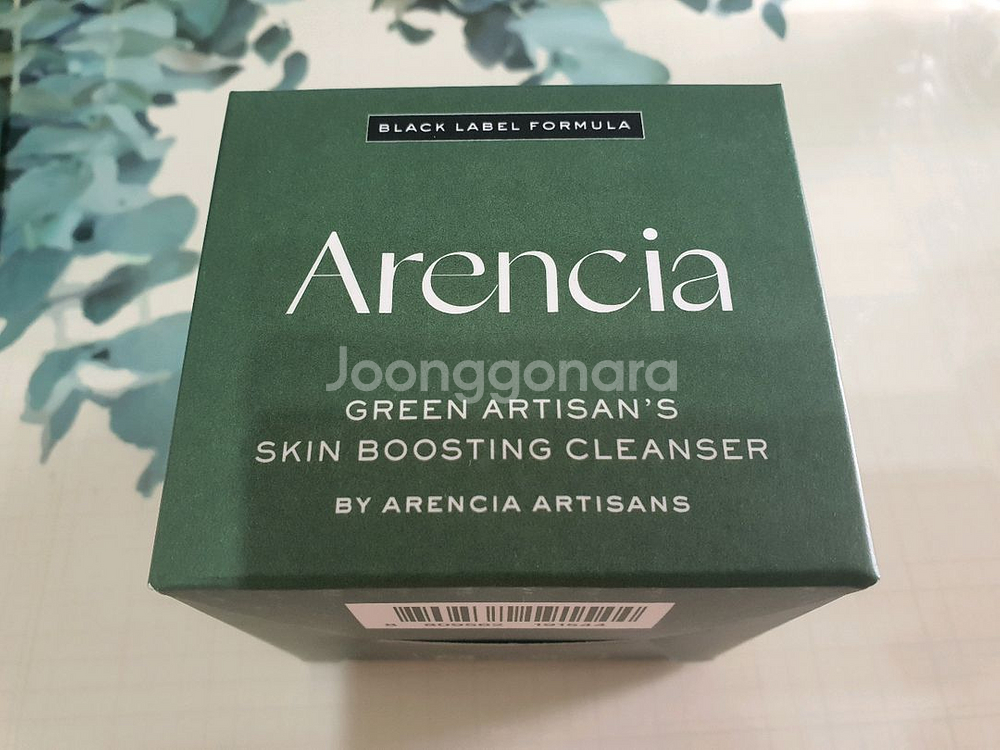 BLACK LABEL FORMULA
Arencia
Joonggonara
GREEN ARTISAN'S
SKIN BOOSTING CLEANSER
BY ARENCIA ARTISANS